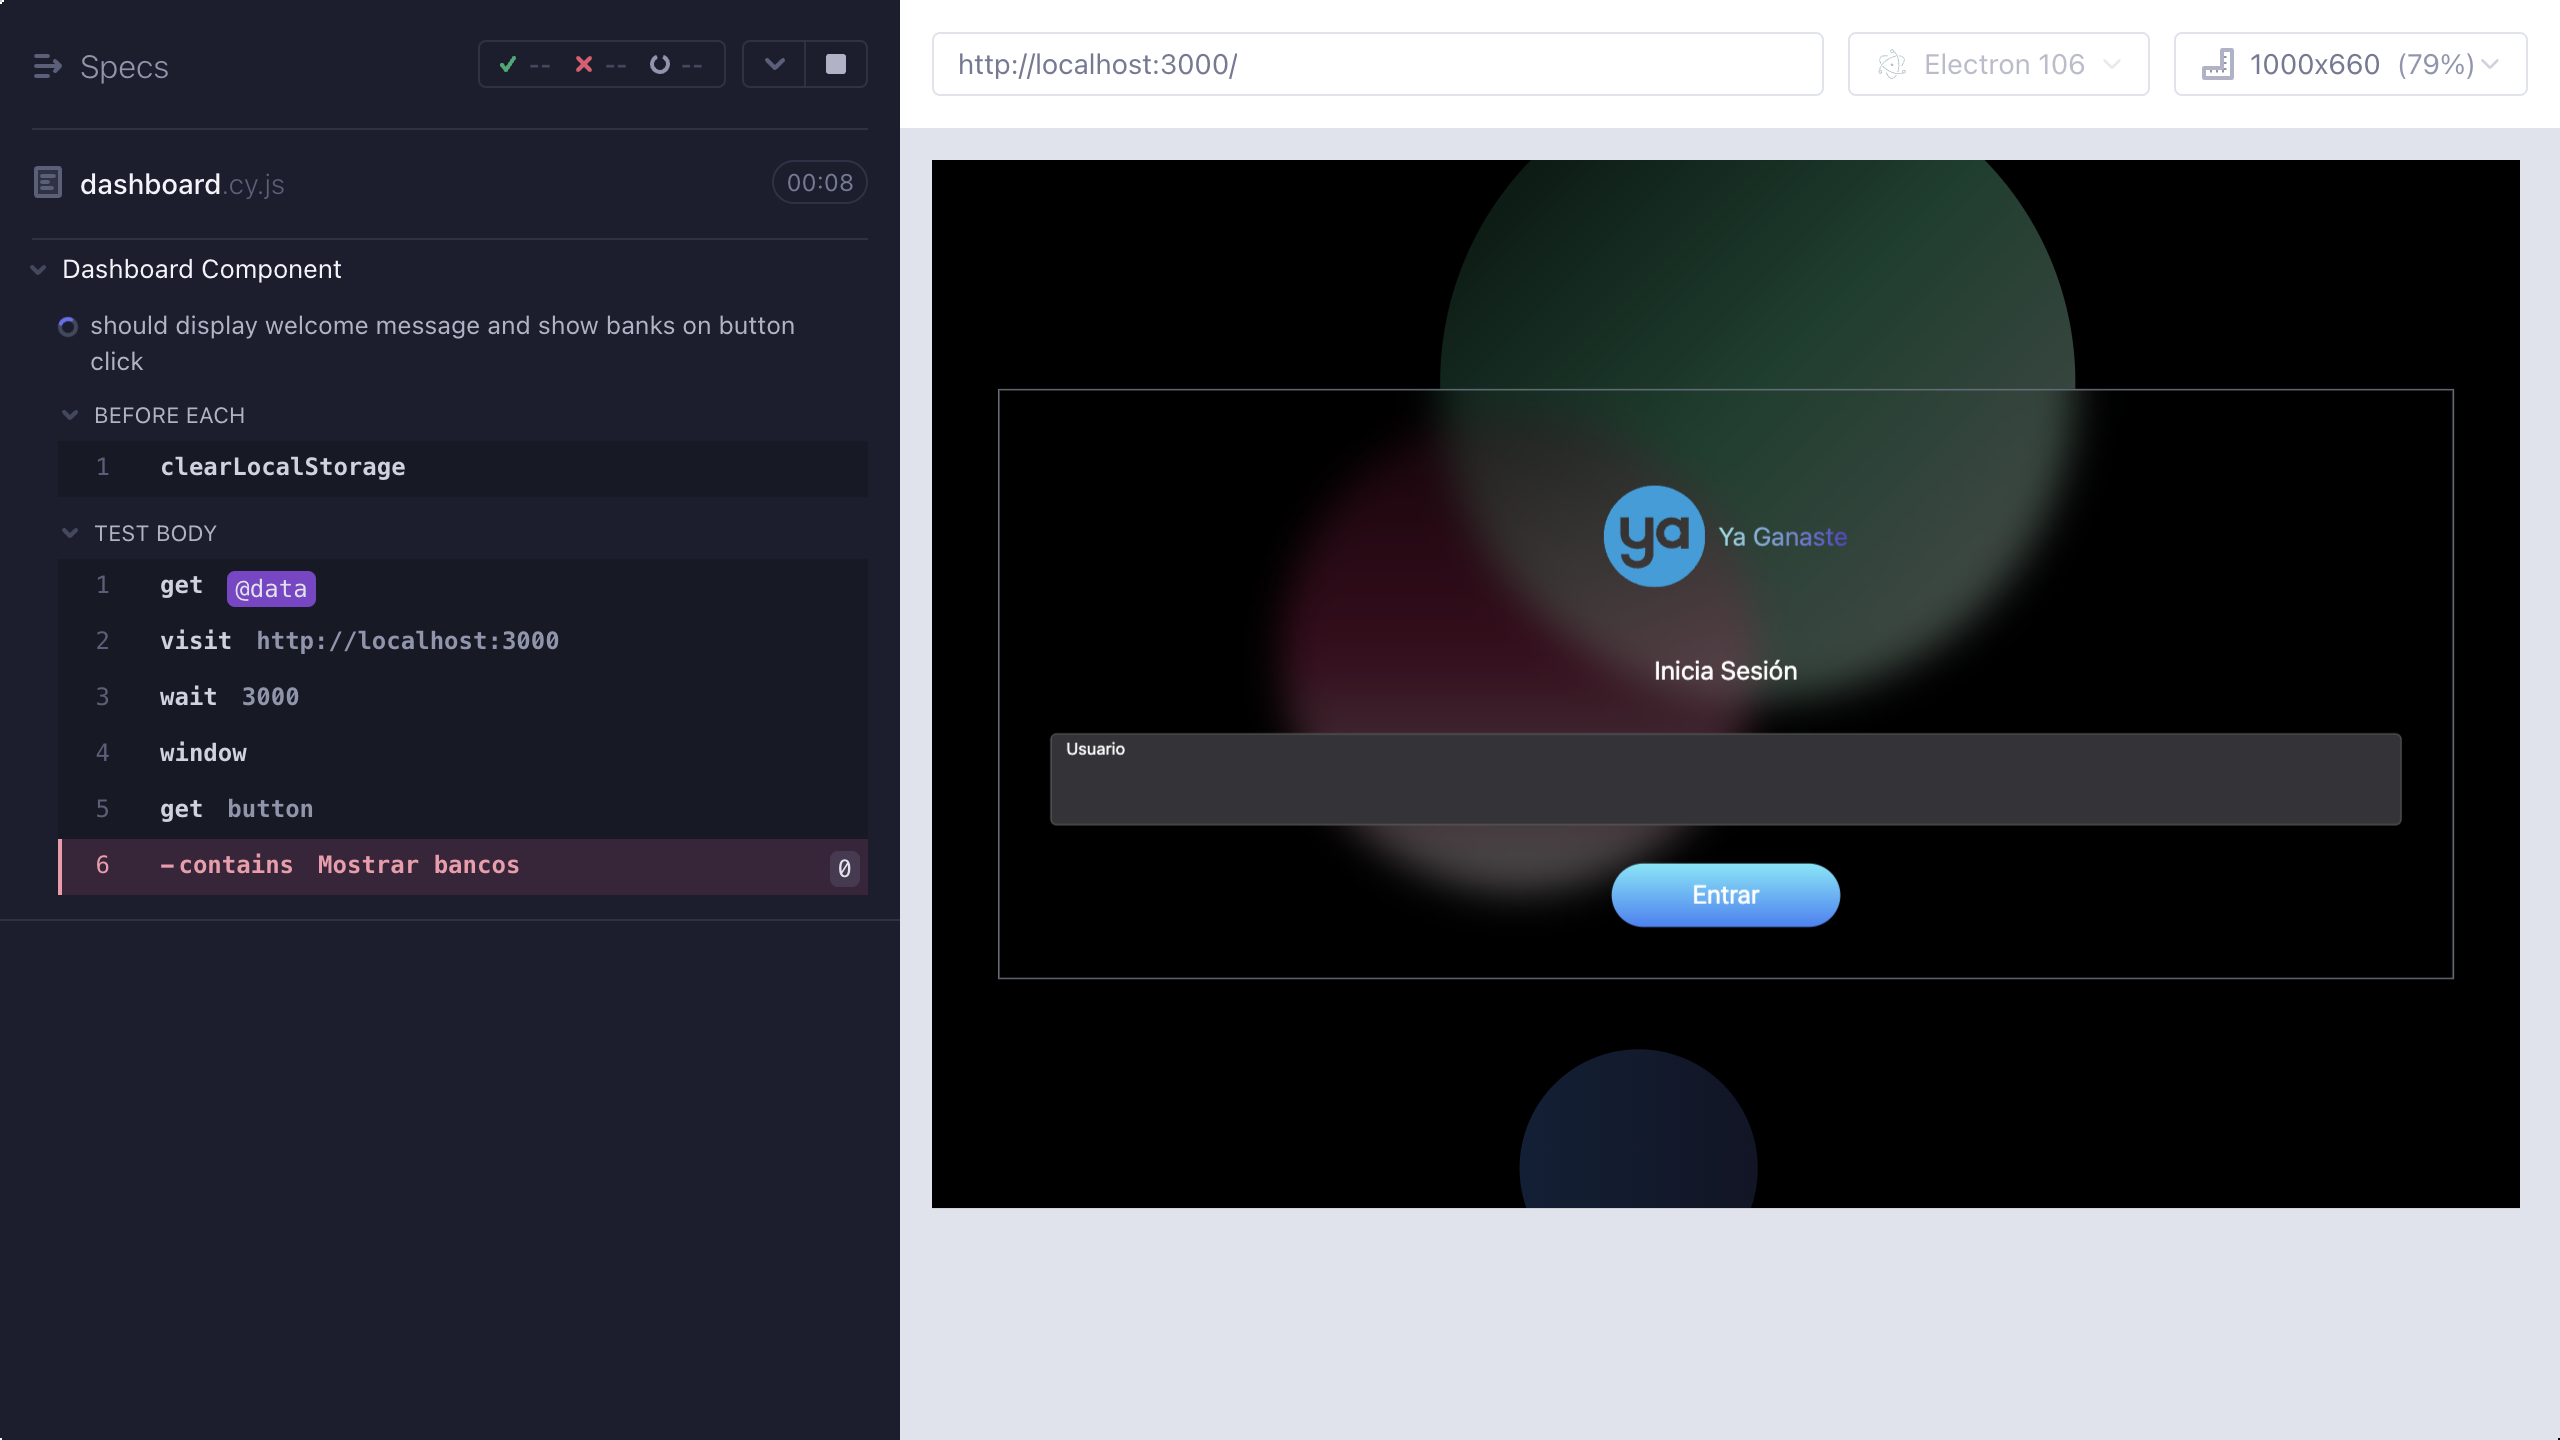 Specs
--
--
--
dashboard.cy.js
00:08
Dashboard Component
should display welcome message and show banks on button
click
BEFORE EACH
1 clearLocalStorage
TEST BODY
1 get @data
2 visit http://localhost:3000
3 wait 3000
4 window
5 get button
6 -contains Mostrar bancos 0
http://localhost:3000/
Electron 106
1000x660 (79%)
ya Ya Ganaste
Inicia Sesión
Usuario
Entrar